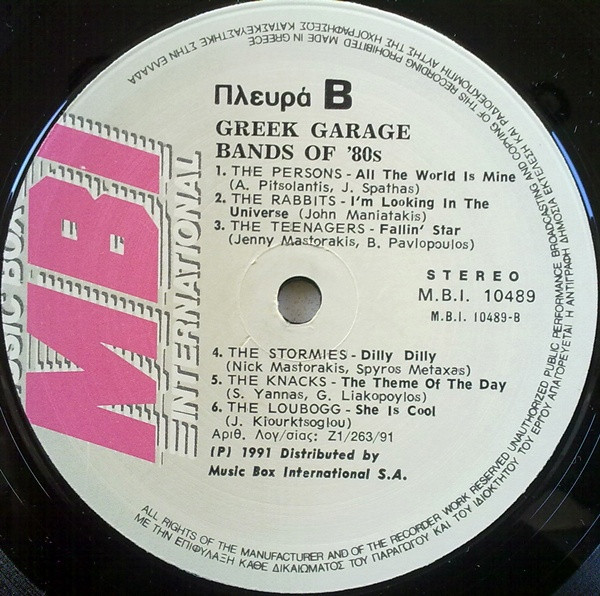 Πλευρά B
GREEK GARAGE
BANDS OF '80s
1. THE PERSONS - All The World Is Mine
(A. Pitsolantis, J. Spathas)
2. THE RABBITS - I'm Looking In The
Universe (John Maniatakis)
3. THE TEENAGERS - Fallin' Star
(Jenny Mastorakis, B. Pavlopoulos)
STEREO
M.B.I. 10489
M.B.I. 10489-B
4. THE STORMIES - Dilly Dilly
(Nick Mastorakis, Spyros Metaxas)
5. THE KNACKS - The Theme Of The Day
(S. Yannas, G. Liakopoylos)
6. THE LOUBOGG - She Is Cool
(J. Kiourktsoglou)
Αριθ. Λογ/σίας: Z1/263/91
(P) 1991 Distributed by
Music Box International S.A.
MBI
INTERNATIONAL
ALL RIGHTS OF THE MANUFACTURER AND OF THE RECORDER WORK RESERVED UNAUTHORIZED PUBLIC PERFORMANCE BROADCASTING AND COPYING OF THIS RECORDING PROHIBITED MADE IN GREECE
ΜΕ ΤΗΝ ΕΠΙΦΥΛΑΞΗ ΚΑΘΕ ΔΙΚΑΙΩΜΑΤΟΣ ΤΟΥ ΠΑΡΑΓΩΓΟΥ ΚΑΙ ΤΟΥ ΙΔΙΟΚΤΗΤΟΥ ΤΟΥ ΕΡΓΟΥ ΑΠΑΓΟΡΕΥΕΤΑΙ Η ΑΝΤΙΓΡΑΦΗ ΔΗΜΟΣΙΑ ΕΚΤΕΛΕΣΗ ΚΑΙ ΡΑΔΙΟΕΚΠΟΜΠΗ ΑΥΤΗΣ ΤΗΣ ΗΧΟΓΡΑΦΗΣΕΩΣ ΚΑΤΑΣΚΕΥΑΣΤΗΚΕ ΣΤΗΝ ΕΛΛΑΔΑ